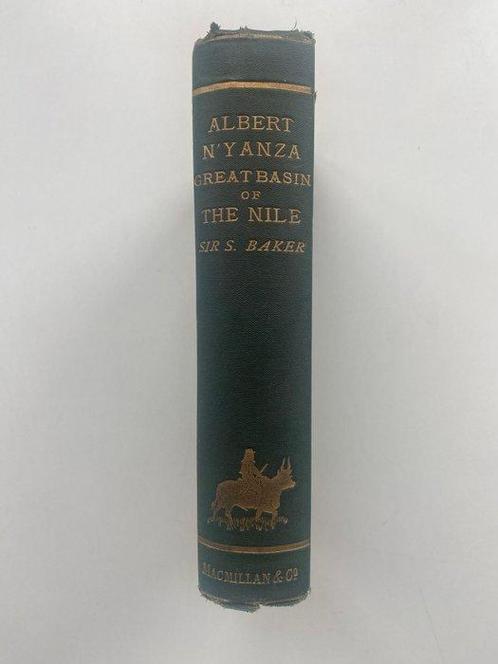 ALBERT
N'YANZA
GREAT BASIN
OF
THE NILE
SIR S. BAKER
MACMILLAN & Co